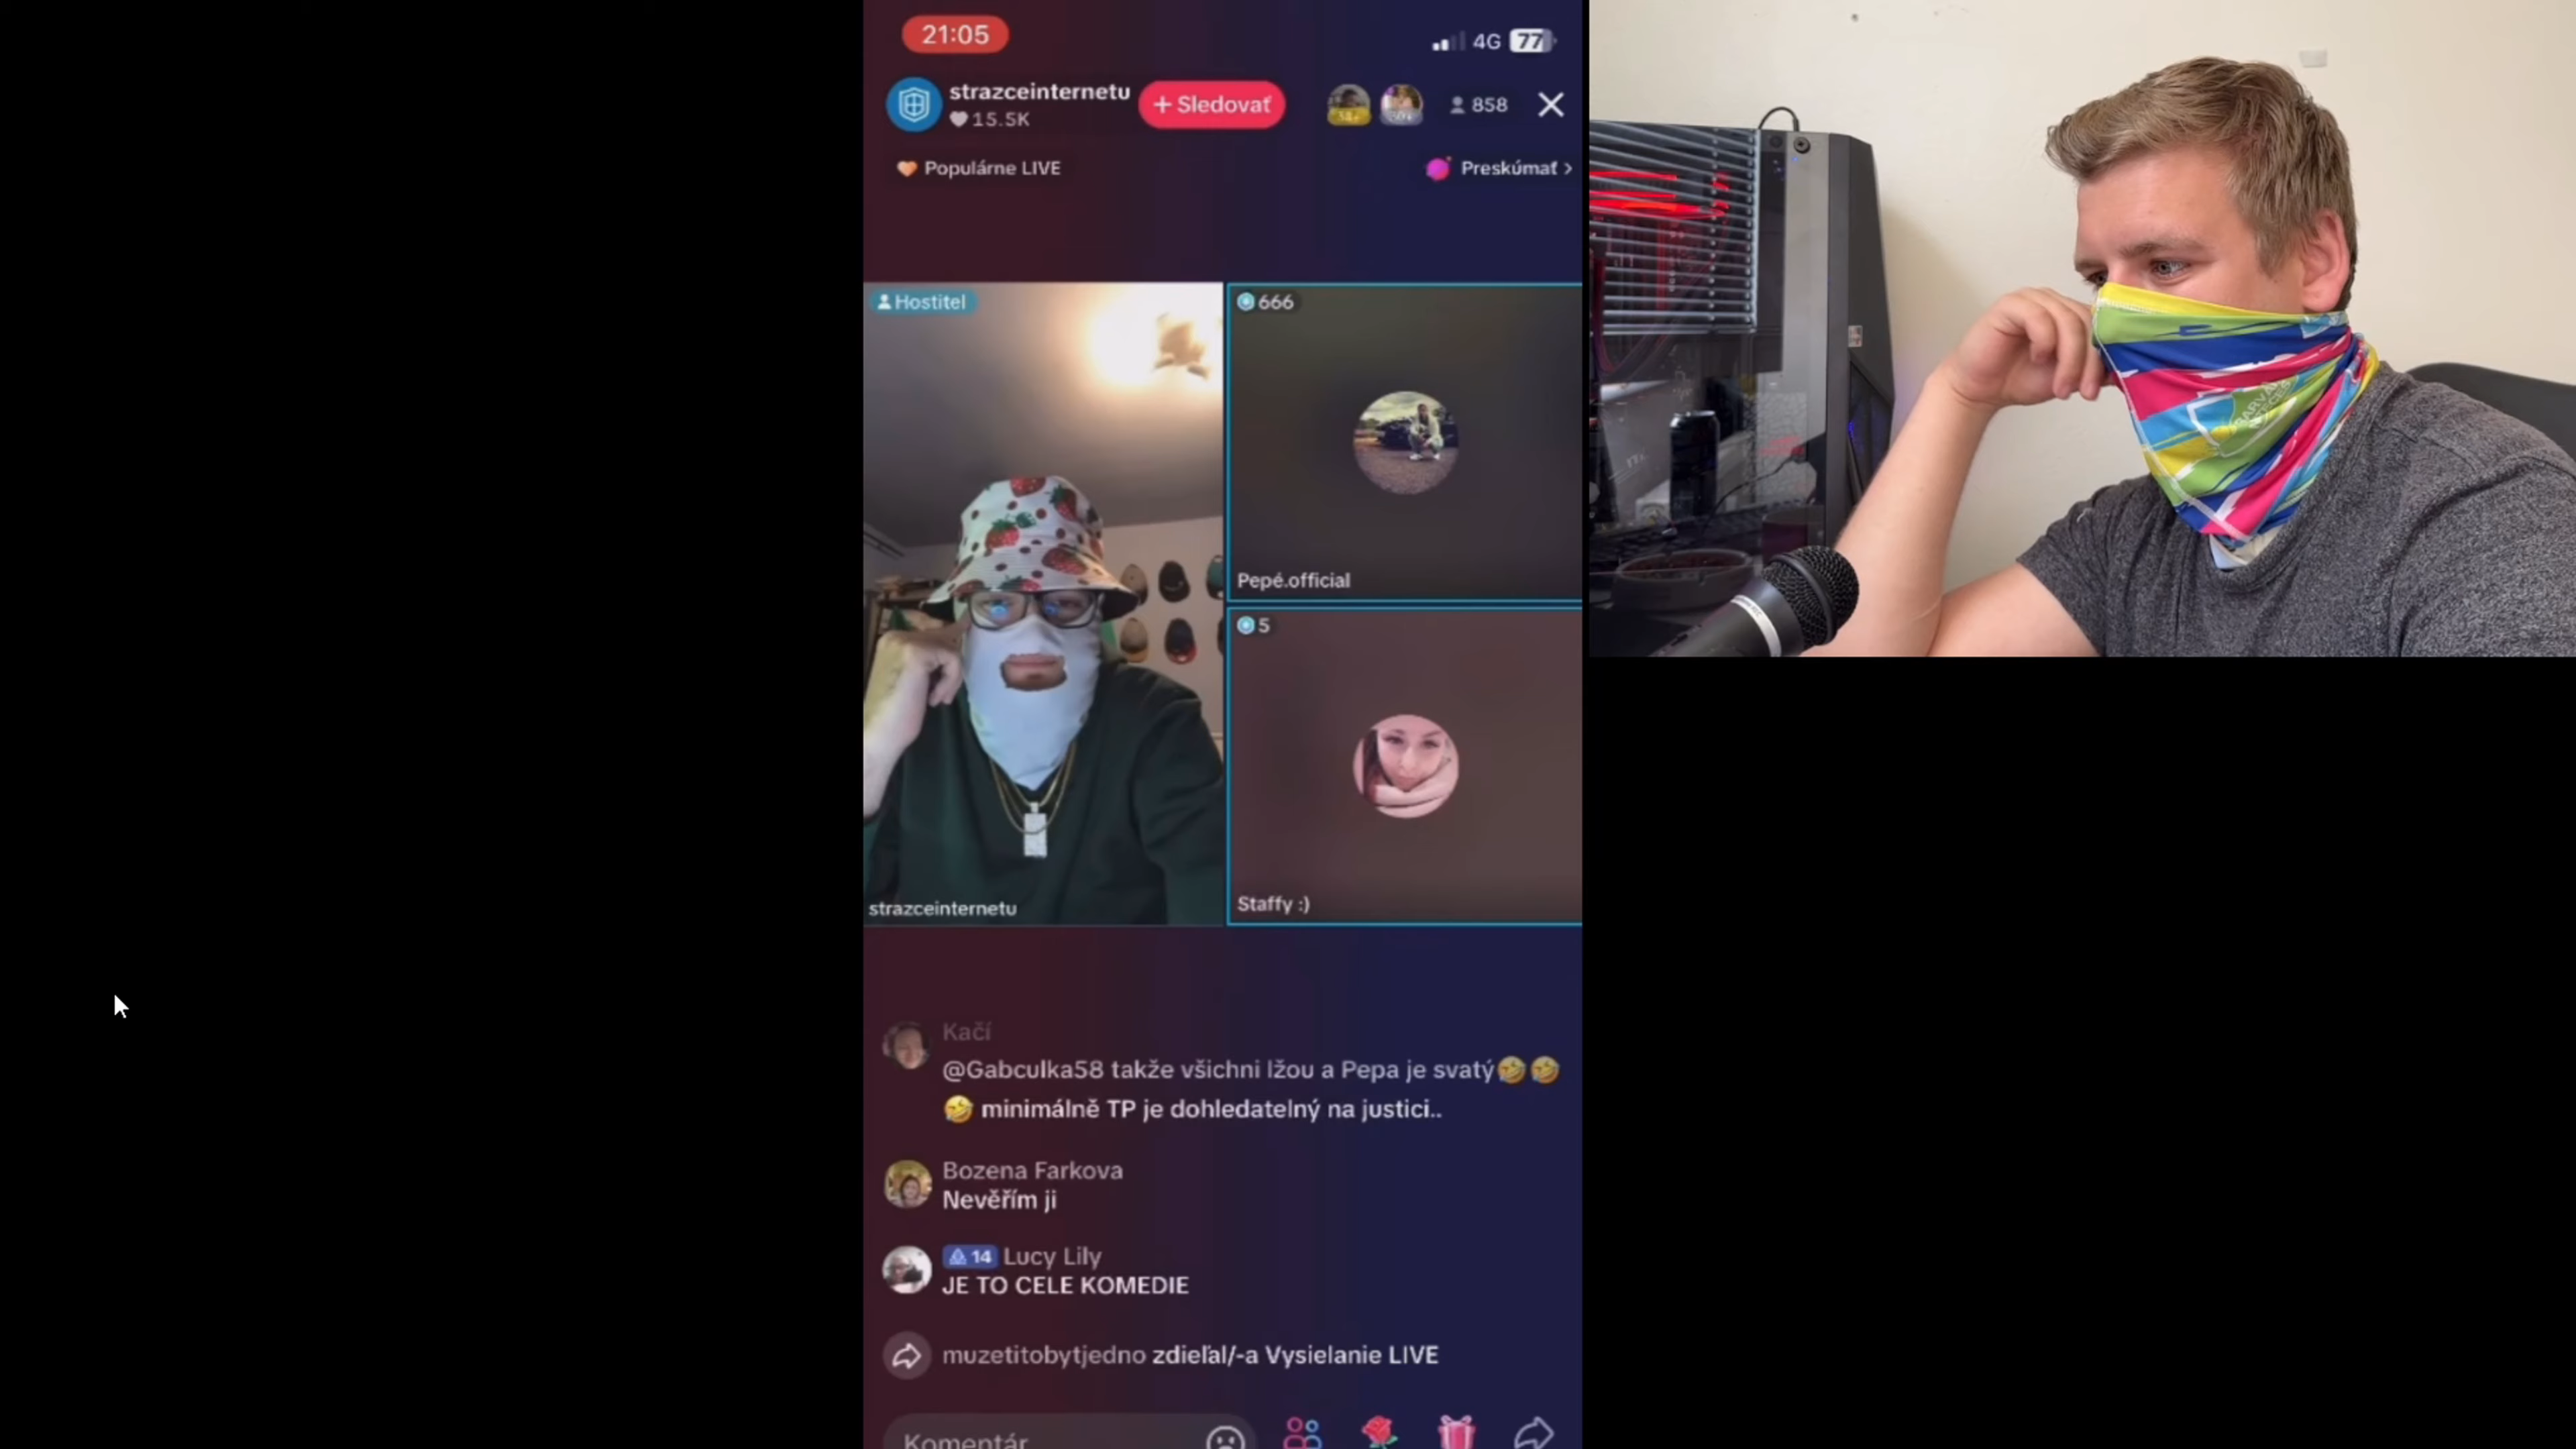 21:05
4G
77
strazceinternetu
15.5K
+ Sledovať
858
Populárne LIVE
Preskúmať >
Hostitel
666
Pepé.official
5
strazceinternetu
Staffy :)
Kačí
@Gabculka58 takže všichni lžou a Pepa je svatý🤣🤣
🤣 minimálně TP je dohledatelný na justici..
Bozena Farkova
Nevěřím ji
14 Lucy Lily
JE TO CELE KOMEDIE
muzetitobytjedno zdieľal/-a Vysielanie LIVE
Komentár